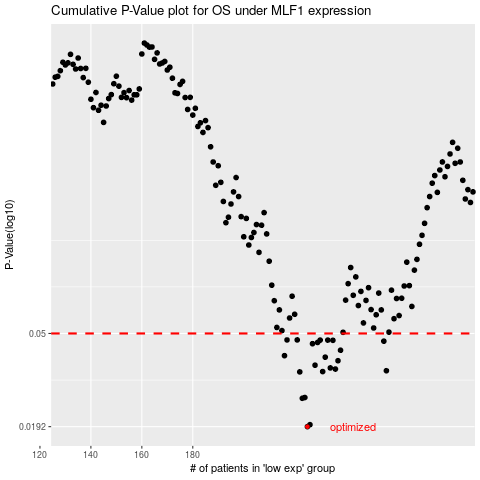 Cumulative P-Value plot for OS under MLF1 expression
P-Value(log10)
0.05
0.0192
optimized
120 140 160 180
# of patients in 'low exp' group